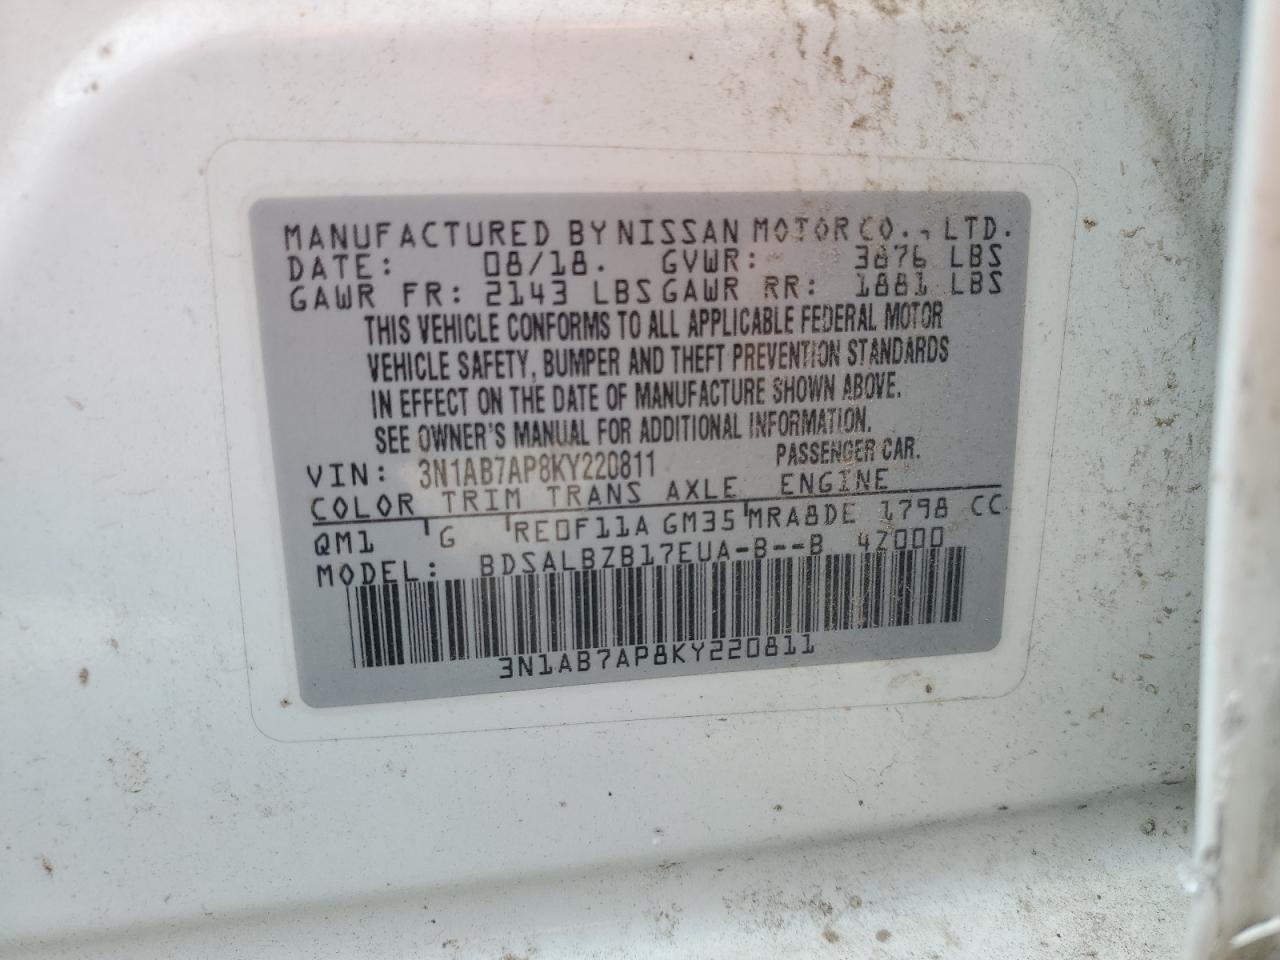 MANUFACTURED BY NISSAN MOTOR CO., LTD.
DATE: 08/18. GVWR: 3876 LBS
GAWR FR: 2143 LBS GAWR RR: 1881 LBS
THIS VEHICLE CONFORMS TO ALL APPLICABLE FEDERAL MOTOR
VEHICLE SAFETY, BUMPER AND THEFT PREVENTION STANDARDS
IN EFFECT ON THE DATE OF MANUFACTURE SHOWN ABOVE.
SEE OWNER'S MANUAL FOR ADDITIONAL INFORMATION.
VIN: 3N1AB7AP8KY220811 PASSENGER CAR.
COLOR TRIM TRANS AXLE ENGINE
QM1 G RE0F11A GM35 MRA8DE 1798 CC
MODEL: BDSALBZB17EUA-B--B 4Z000
3N1AB7AP8KY220811